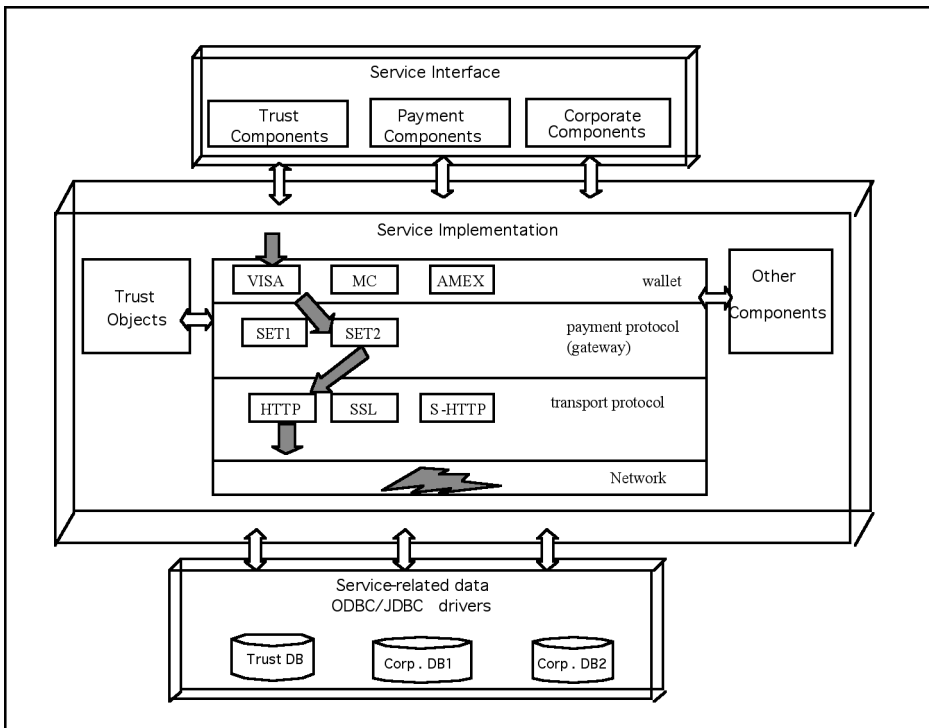 Service Interface
Trust
Components
Payment
Components
Corporate
Components
Service Implementation
Trust
Objects
VISA
MC
AMEX
wallet
SET1
SET2
payment protocol
(gateway)
HTTP
SSL
S-HTTP
transport protocol
Network
Other
Components
Service-related data
ODBC/JDBC drivers
Trust DB
Corp. DB1
Corp. DB2